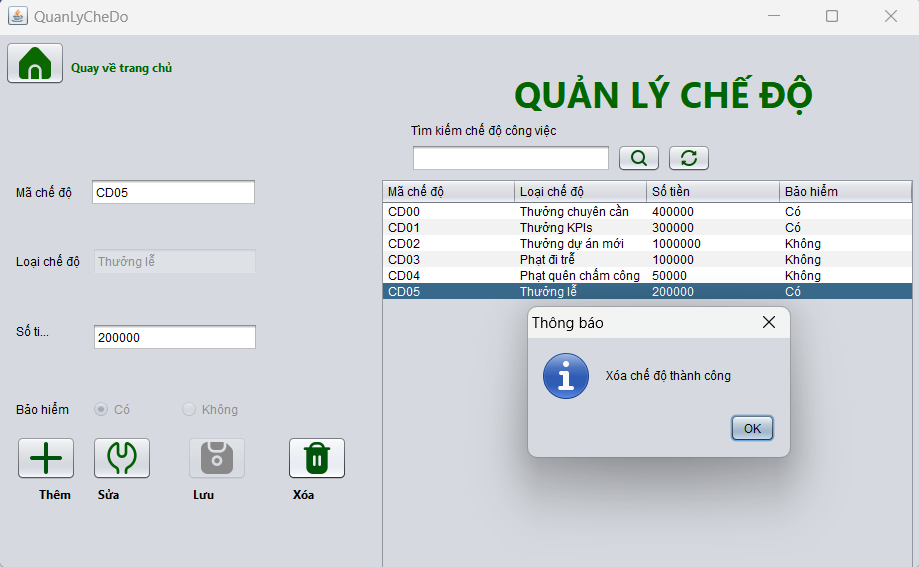 QuanLyCheDo
Quay về trang chủ
QUẢN LÝ CHẾ ĐỘ
Tìm kiếm chế độ công việc
Mã chế độ CD05
Loại chế độ Thưởng lễ
Số ti... 200000
Bảo hiểm Có Không
Thêm Sửa Lưu Xóa
Mã chế độ Loại chế độ Số tiền Bảo hiểm
CD00 Thưởng chuyên cần 400000 Có
CD01 Thưởng KPIs 300000 Có
CD02 Thưởng dự án mới 1000000 Không
CD03 Phạt đi trễ 100000 Không
CD04 Phạt quên chấm công 50000 Không
CD05 Thưởng lễ 200000 Có
Thông báo
Xóa chế độ thành công
OK